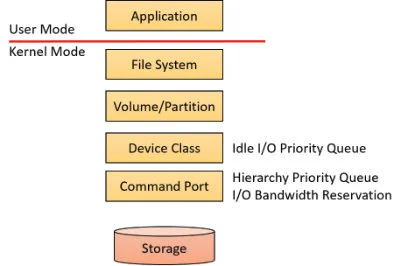 Application
User Mode
Kernel Mode
File System
Volume/Partition
Device Class
Idle I/O Priority Queue
Command Port
Hierarchy Priority Queue
I/O Bandwidth Reservation
Storage